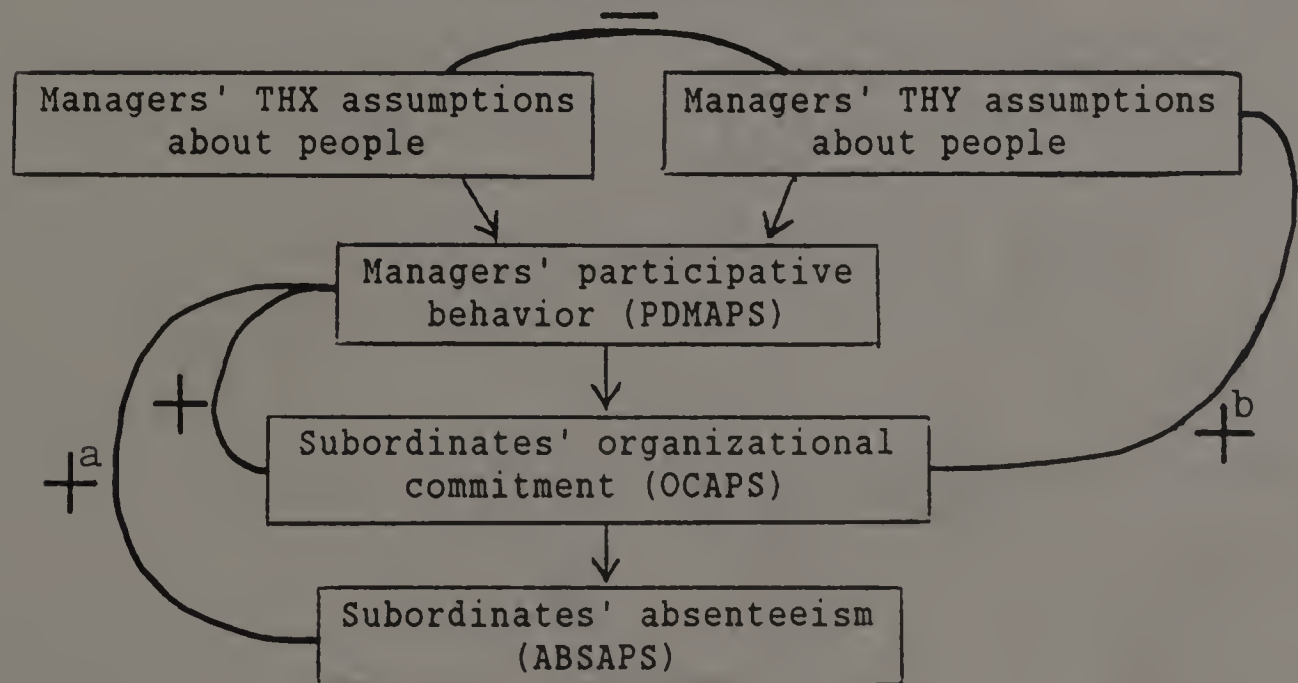 −
Managers' THX assumptions
about people
Managers' THY assumptions
about people
Managers' participative
behavior (PDMAPS)
+
+a
+b
Subordinates' organizational
commitment (OCAPS)
Subordinates' absenteeism
(ABSAPS)